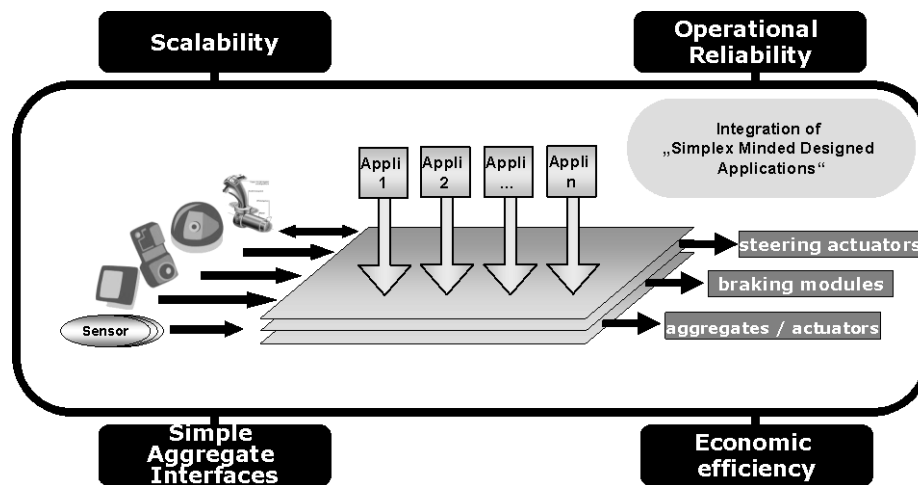 Scalability
Operational
Reliability
Integration of
„Simplex Minded Designed
Applications“
Appli
1
Appli
2
Appli
...
Appli
n
steering actuators
braking modules
aggregates / actuators
Sensor
Simple
Aggregate
Interfaces
Economic
efficiency